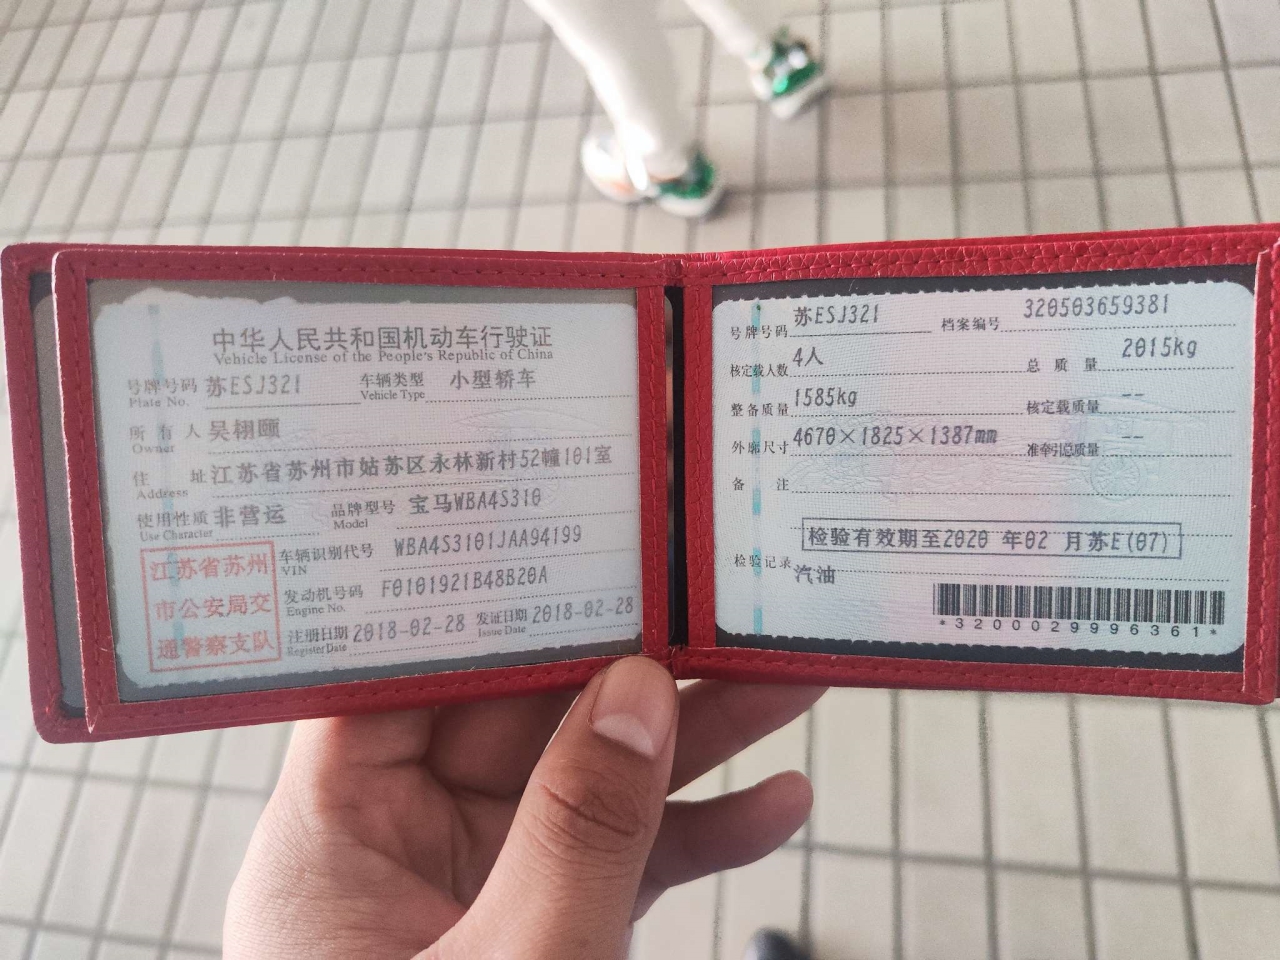 中华人民共和国机动车行驶证
Vehicle License of the People's Republic of China
号牌号码 苏ESJ321 车辆类型 小型轿车
Plate No. Vehicle Type
所有人 吴栩颐
Owner
住址 江苏省苏州市姑苏区永林新村52幢101室
Address
使用性质 非营运 品牌型号 宝马WBA4S310
Use Character Model
江苏省苏州
市公安局交
通警察支队
车辆识别代号 WBA4S3101JAA94199
VIN
发动机号码 F0101921B48B20A
Engine No.
注册日期 2018-02-28 发证日期 2018-02-28
Register Date Issue Date
号牌号码 苏ESJ321 档案编号 320503659381
核定载人数 4人 总质量 2015kg
整备质量 1585kg 核定载质量 --
外廓尺寸 4670×1825×1387mm 准牵引总质量 --
备注
检验有效期至2020 年02 月苏E(07)
检验记录
汽油
*3200029996361*